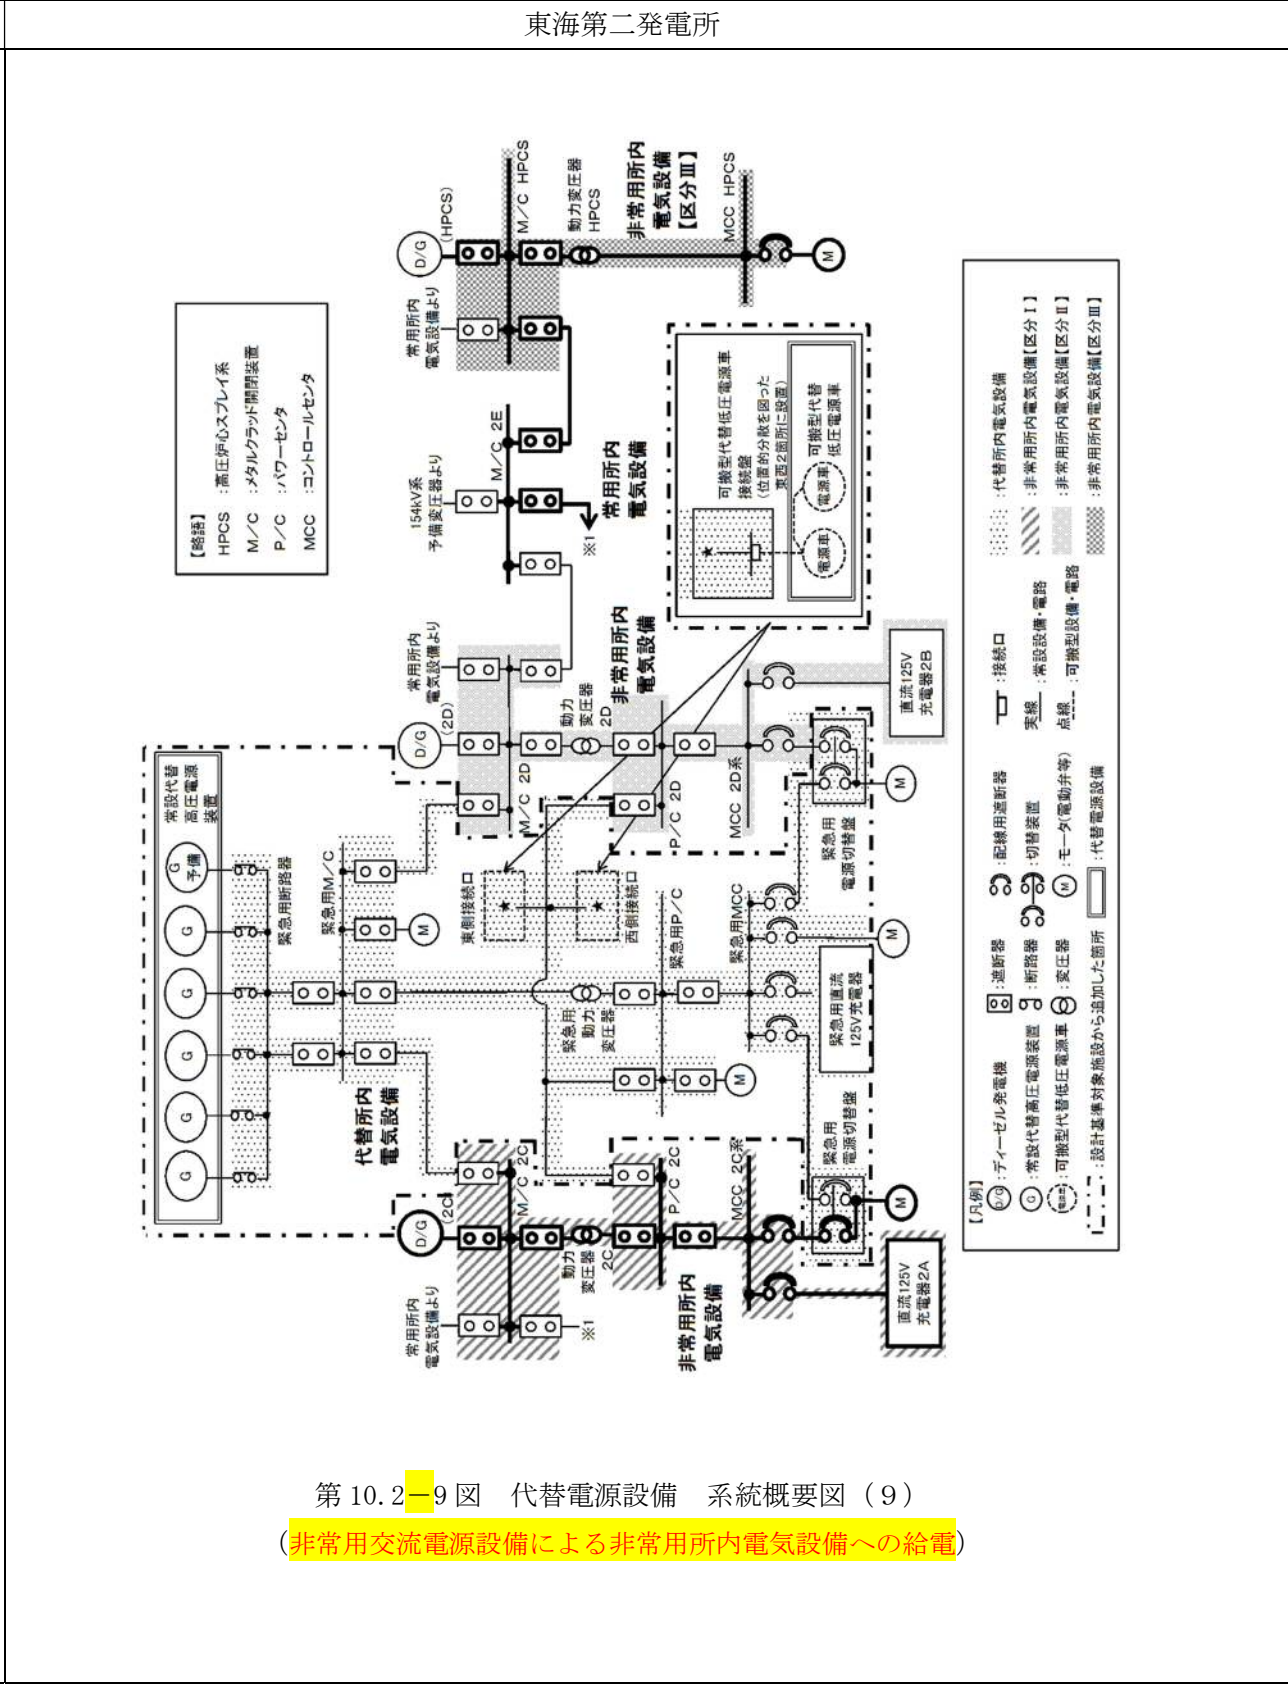 東海第二発電所
【略語】
HPCS :高圧炉心スプレイ系
M/C :メタルクラッド開閉装置
P/C :パワーセンタ
MCC :コントロールセンタ
常設代替
高圧電源
装置
G
G
G
G
G
G
予備
緊急用断路器
緊急用M/C
M
代替所内
電気設備
常用所内
電気設備より
D/G
(2C)
M/C 2C
※1
動力
変圧器
2C
P/C 2C
非常用所内
電気設備
MCC 2C系
緊急用
電源切替盤
M
直流125V
充電器2A
緊急用
動力
変圧器
緊急用P/C
M
緊急用MCC
緊急用直流
125V充電器
M
東側接続口
西側接続口
D/G
(2D)
常用所内
電気設備より
M/C 2D
動力
変圧器
2D
非常用所内
電気設備
P/C 2D
MCC 2D系
緊急用
電源切替盤
M
直流125V
充電器2B
154kV系
予備変圧器より
M/C 2E
※1
常用所内
電気設備
可搬型代替低圧電源車
接続盤
(位置的分散を図った
東西2箇所に設置)
可搬型代替
低圧電源車
電源車
電源車
D/G
(HPCS)
常用所内
電気設備より
M/C HPCS
動力変圧器
HPCS
非常用所内
電気設備
【区分Ⅲ】
MCC HPCS
M
【凡例】
D/G :ディーゼル発電機
G :常設代替高圧電源装置
:可搬型代替低圧電源車
:設計基準対象施設から追加した箇所
:遮断器
:断路器
:変圧器
:配線用遮断器
:切替装置
M :モータ(電動弁等)
:代替電源設備
:接続口
実線 :常設設備・電路
点線 :可搬型設備・電路
:代替所内電気設備
:非常用所内電気設備【区分Ⅰ】
:非常用所内電気設備【区分Ⅱ】
:非常用所内電気設備【区分Ⅲ】
第 10.2－9 図　代替電源設備　系統概要図（９）
（非常用交流電源設備による非常用所内電気設備への給電）